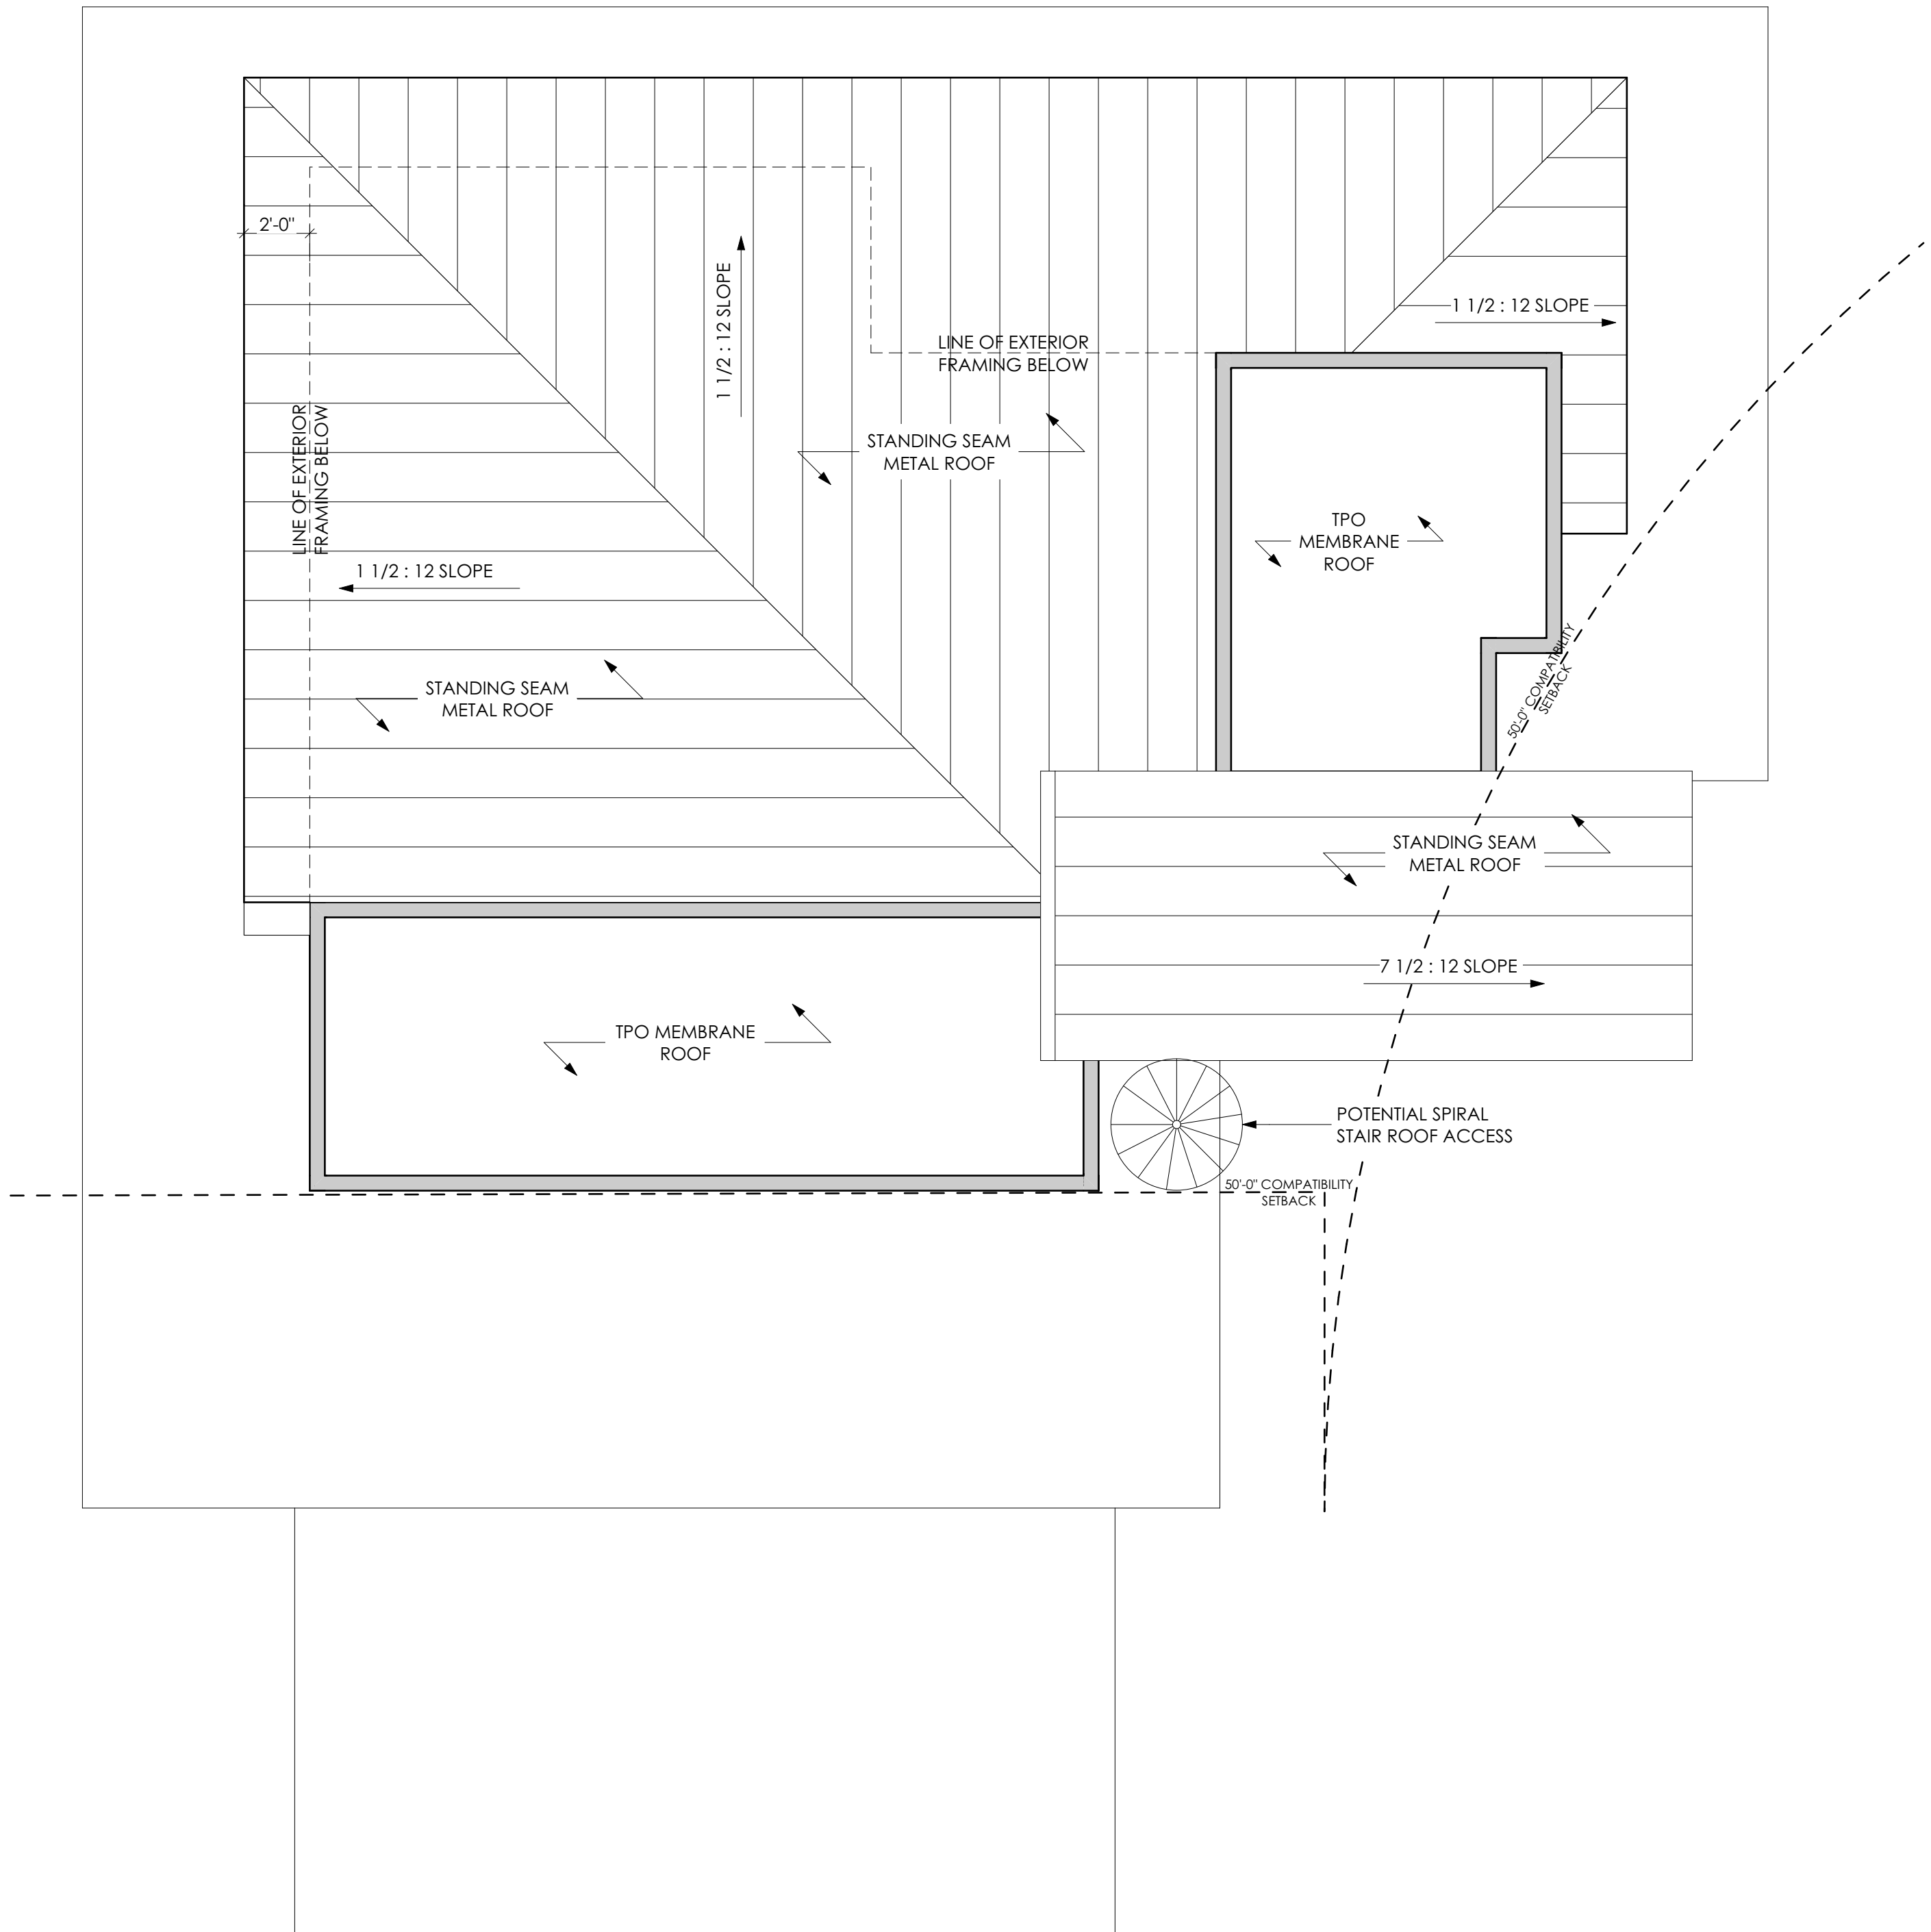 2'-0"
1 1/2 : 12 SLOPE
1 1/2 : 12 SLOPE
LINE OF EXTERIOR
FRAMING BELOW
LINE OF EXTERIOR
FRAMING BELOW
STANDING SEAM
METAL ROOF
TPO
MEMBRANE
ROOF
1 1/2 : 12 SLOPE
50'-0" COMPATIBILITY
SETBACK
STANDING SEAM
METAL ROOF
STANDING SEAM
METAL ROOF
7 1/2 : 12 SLOPE
TPO MEMBRANE
ROOF
POTENTIAL SPIRAL
STAIR ROOF ACCESS
50'-0" COMPATIBILITY
SETBACK